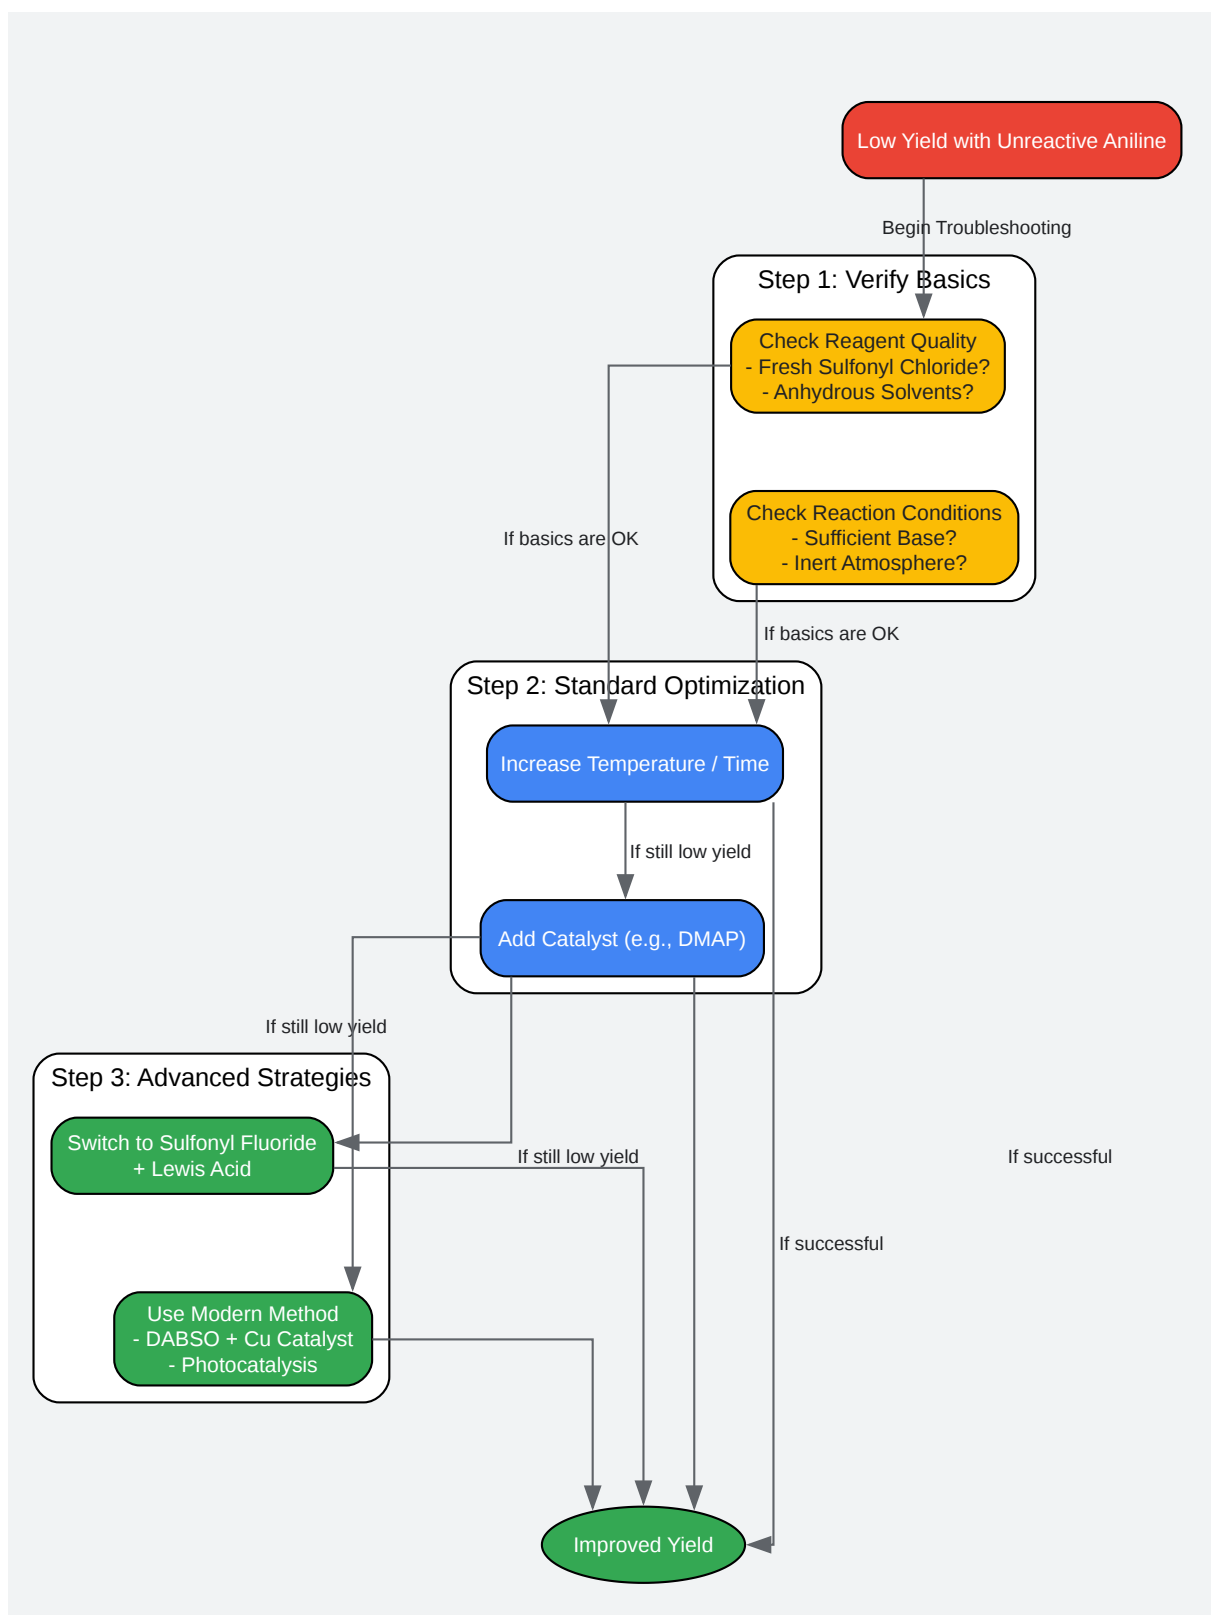 Low Yield with Unreactive Aniline
Begin Troubleshooting
Step 1: Verify Basics
Check Reagent Quality
- Fresh Sulfonyl Chloride?
- Anhydrous Solvents?
Check Reaction Conditions
- Sufficient Base?
- Inert Atmosphere?
If basics are OK
If basics are OK
Step 2: Standard Optimization
Increase Temperature / Time
If still low yield
Add Catalyst (e.g., DMAP)
If still low yield
Step 3: Advanced Strategies
Switch to Sulfonyl Fluoride
+ Lewis Acid
If still low yield
If successful
If successful
Use Modern Method
- DABSO + Cu Catalyst
- Photocatalysis
Improved Yield